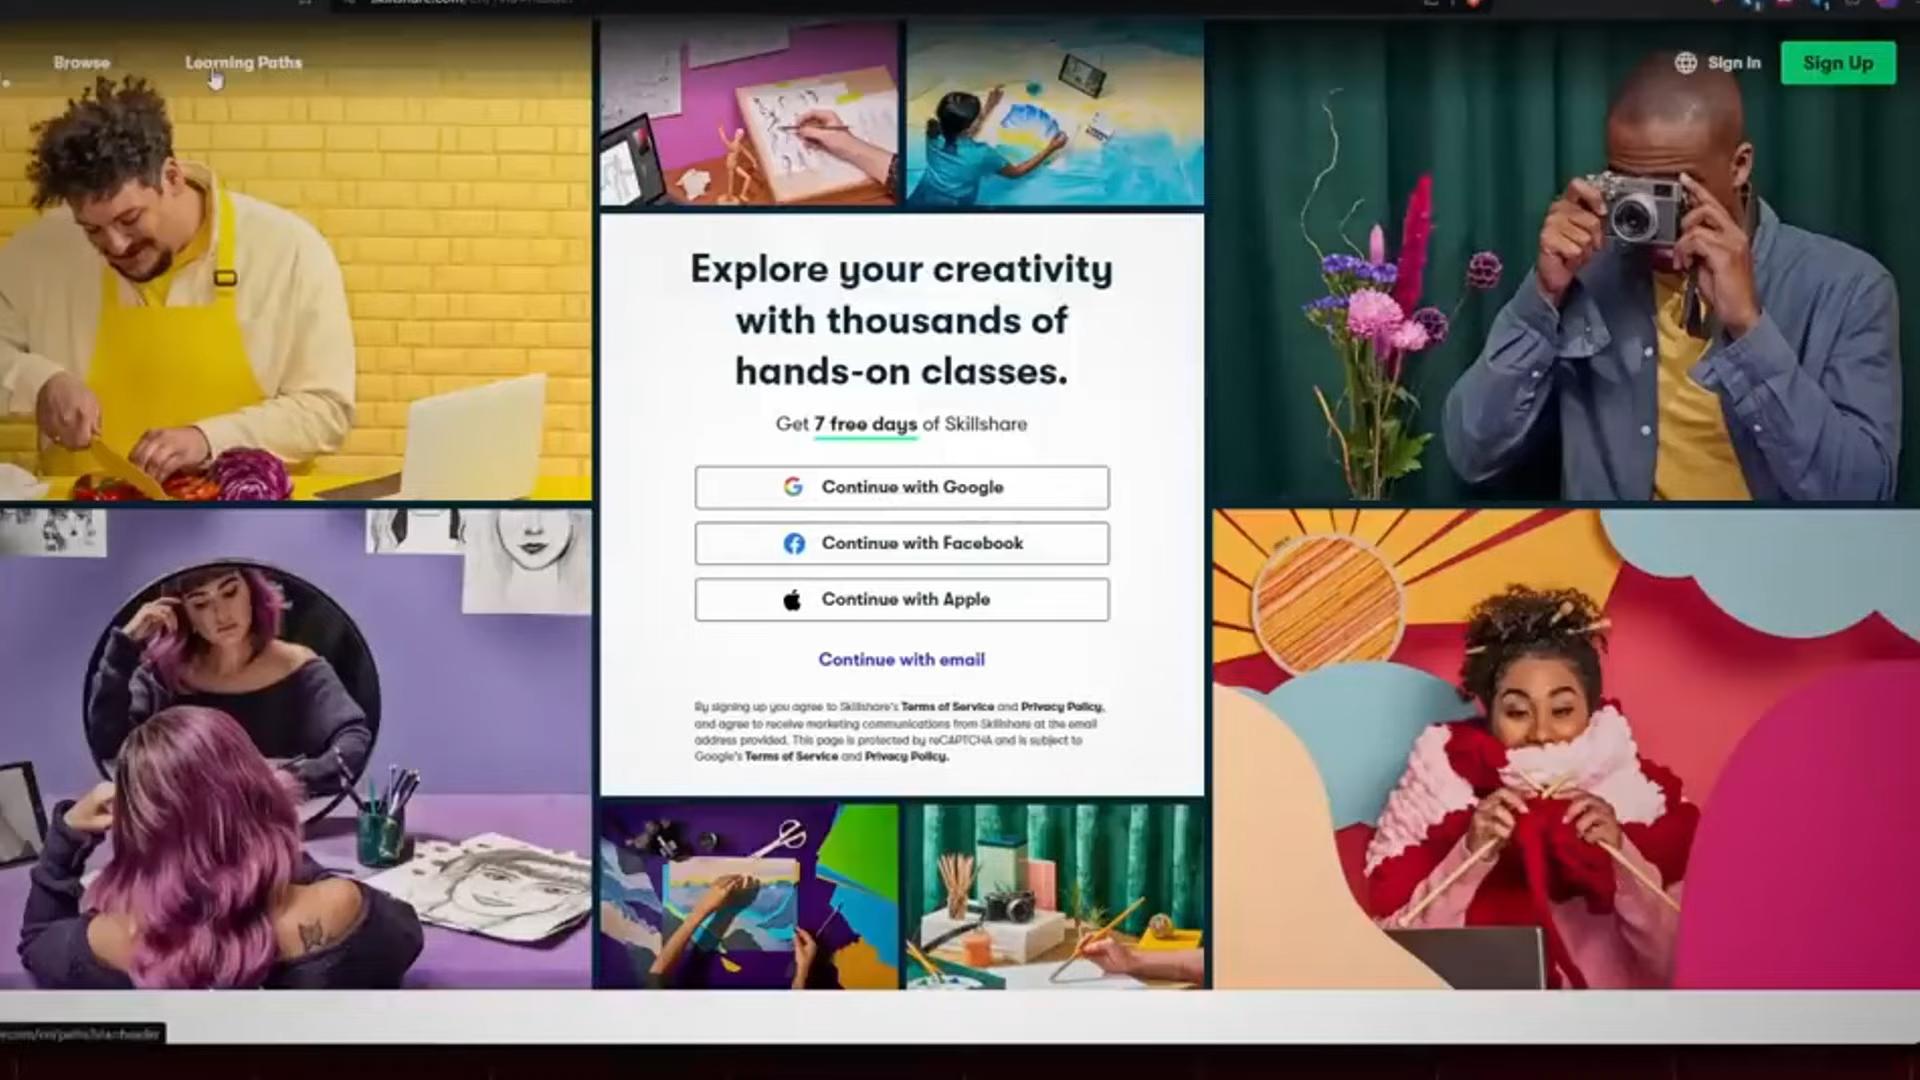 Browse
Learning Paths
Sign In
Sign Up
Explore your creativity
with thousands of
hands-on classes.
Get 7 free days of Skillshare
Continue with Google
Continue with Facebook
Continue with Apple
Continue with email
By signing up you agree to Skillshare's Terms of Service and Privacy Policy,
and agree to receive marketing communications from Skillshare at the email
address provided. This page is protected by reCAPTCHA and is subject to
Google's Terms of Service and Privacy Policy.